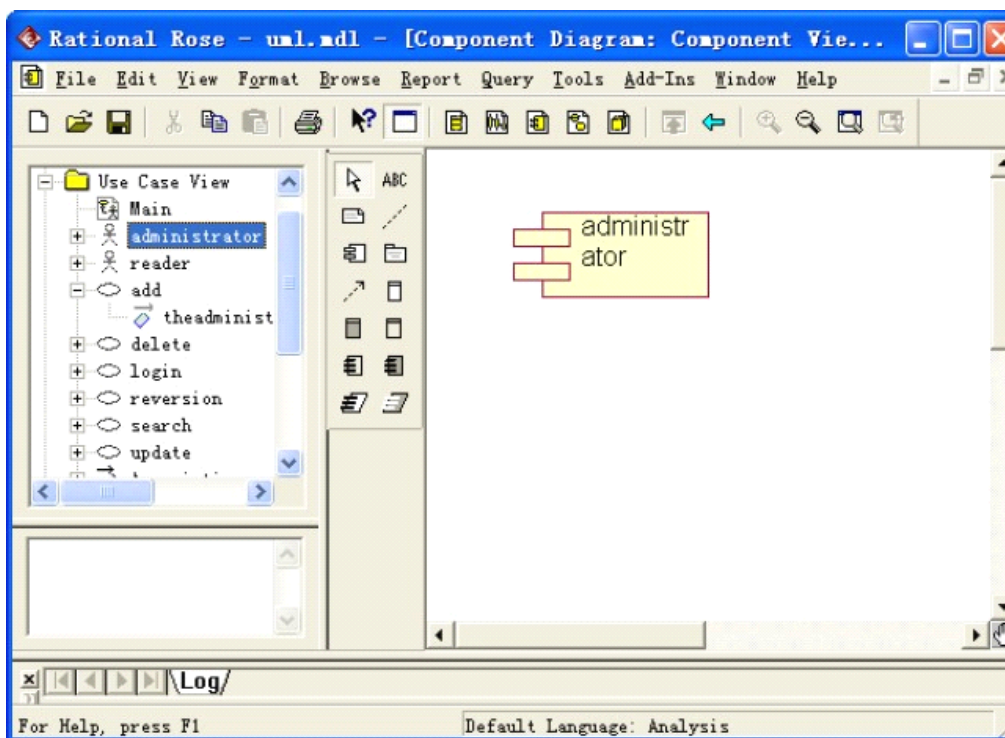 Rational Rose - uml.mdl - [Component Diagram: Component Vie...
File Edit View Format Browse Report Query Tools Add-Ins Window Help
Use Case View
Main
administrator
reader
add
theadminist
delete
login
reversion
search
update
ABC
administr
ator
Log
For Help, press F1
Default Language: Analysis